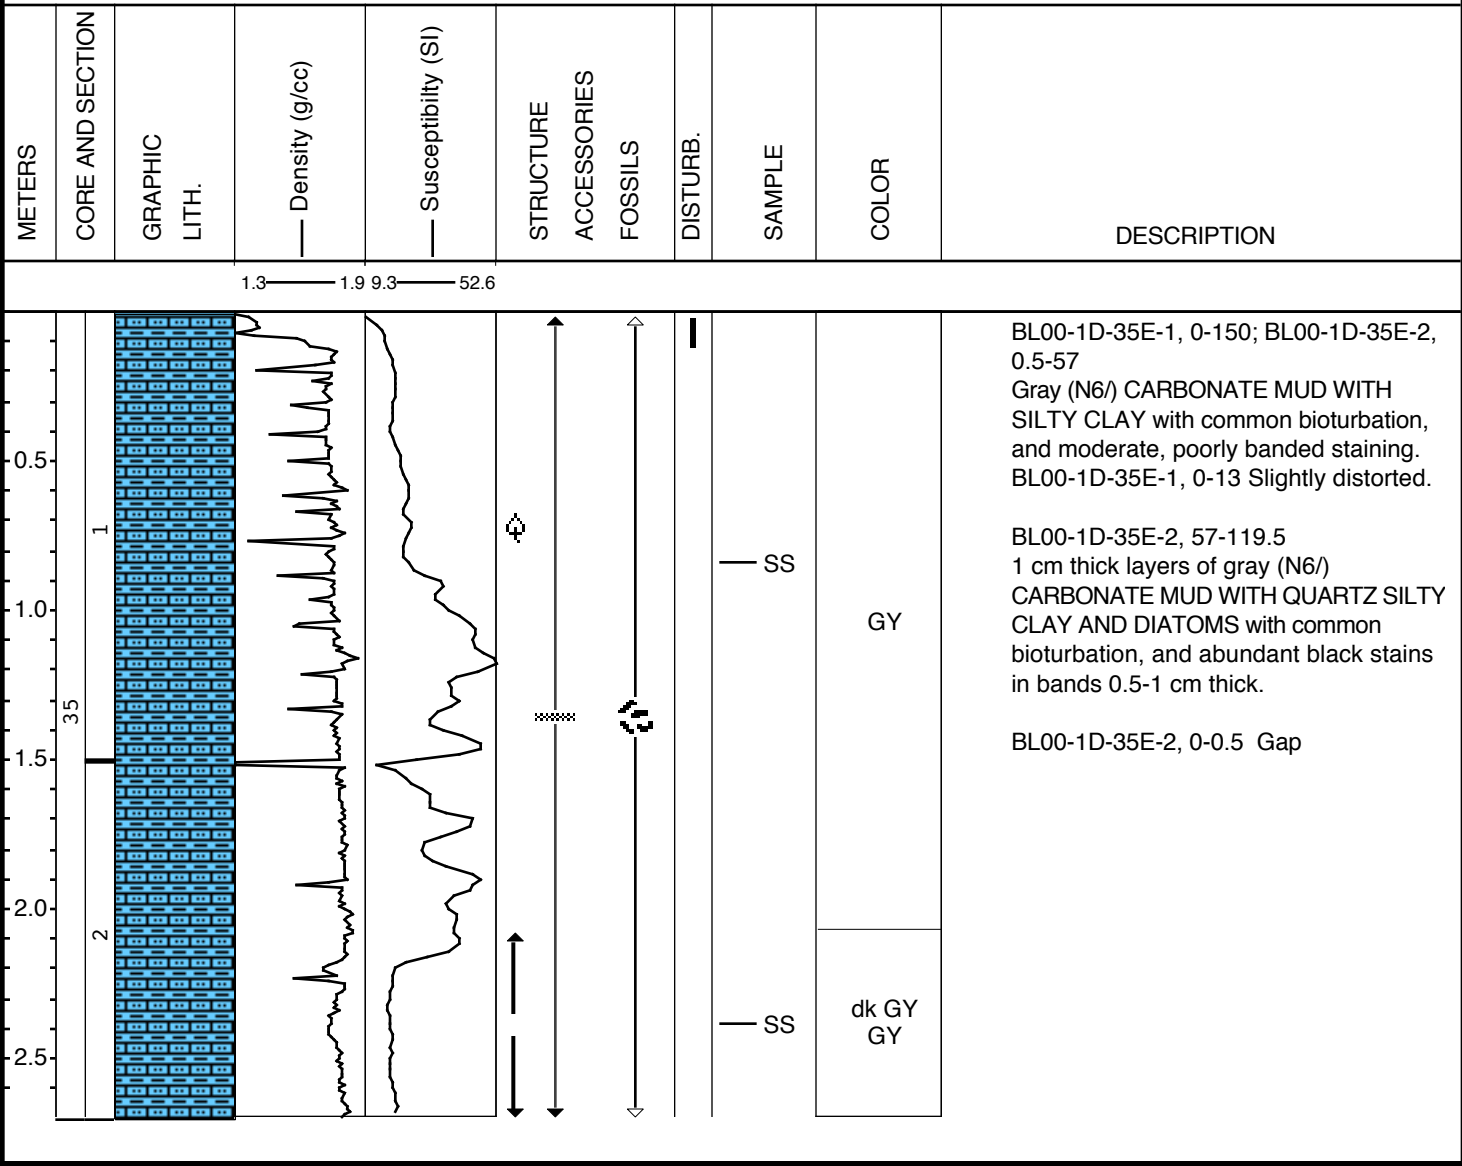 METERS
CORE AND SECTION
GRAPHIC
LITH.
Density (g/cc)
Susceptibilty (SI)
STRUCTURE
ACCESSORIES
FOSSILS
DISTURB.
SAMPLE
COLOR
DESCRIPTION
1.3 1.9 9.3 52.6
0.5
1.0
1.5
2.0
2.5
35
1
2
SS
SS
GY
dk GY
GY
BL00-1D-35E-1, 0-150; BL00-1D-35E-2,
0.5-57
Gray (N6/) CARBONATE MUD WITH
SILTY CLAY with common bioturbation,
and moderate, poorly banded staining.
BL00-1D-35E-1, 0-13 Slightly distorted.
BL00-1D-35E-2, 57-119.5
1 cm thick layers of gray (N6/)
CARBONATE MUD WITH QUARTZ SILTY
CLAY AND DIATOMS with common
bioturbation, and abundant black stains
in bands 0.5-1 cm thick.
BL00-1D-35E-2, 0-0.5 Gap